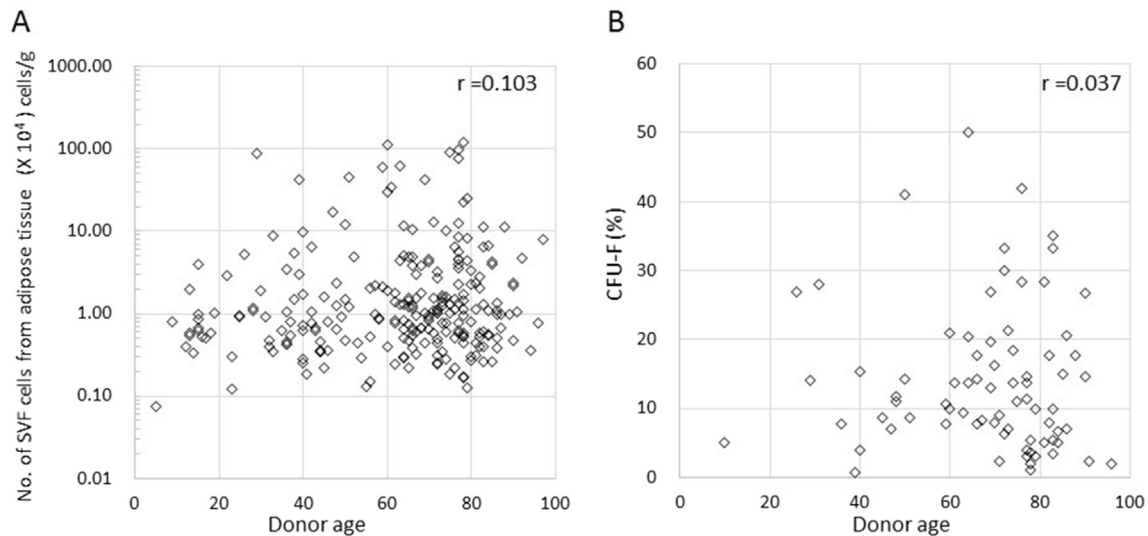 A
No. of SVF cells from adipose tissue (X 10⁴) cells/g
1000.00
100.00
10.00
1.00
0.10
0.01
r =0.103
0 20 40 60 80 100
Donor age
B
CFU-F (%)
60
50
40
30
20
10
0
r =0.037
0 20 40 60 80 100
Donor age